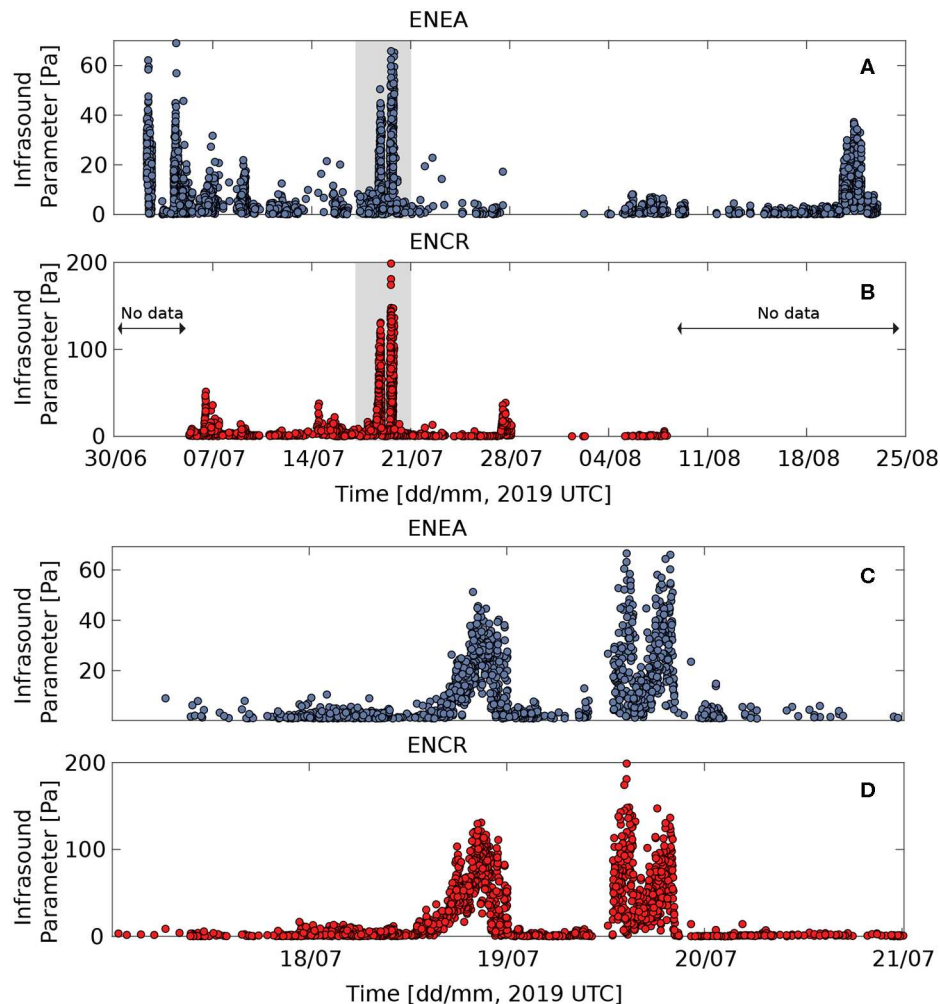 ENEA
Infrasound
Parameter [Pa]
60
40
20
0
A
ENCR
Infrasound
Parameter [Pa]
200
100
0
No data
No data
B
30/06 07/07 14/07 21/07 28/07 04/08 11/08 18/08 25/08
Time [dd/mm, 2019 UTC]
ENEA
Infrasound
Parameter [Pa]
60
40
20
C
ENCR
Infrasound
Parameter [Pa]
200
100
0
D
18/07 19/07 20/07 21/07
Time [dd/mm, 2019 UTC]